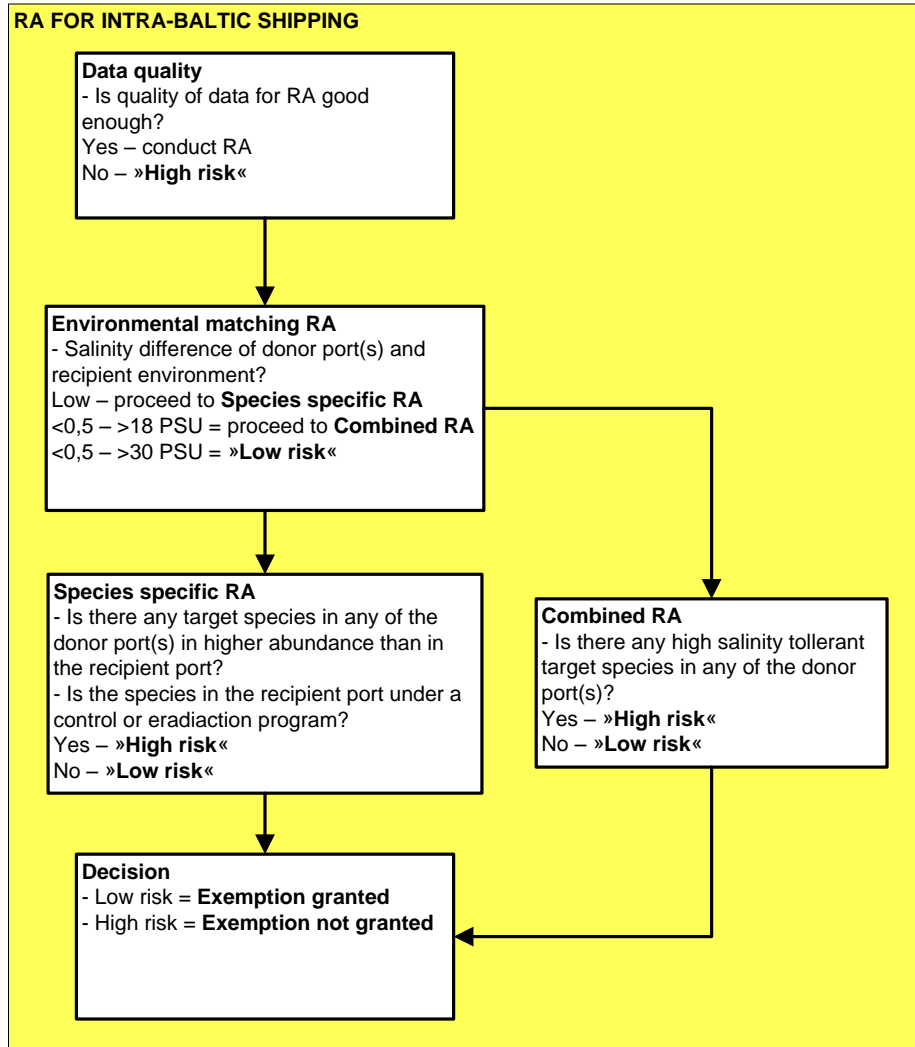 RA FOR INTRA-BALTIC SHIPPING
Data quality
- Is quality of data for RA good
enough?
Yes – conduct RA
No – »High risk«
Environmental matching RA
- Salinity difference of donor port(s) and
recipient environment?
Low – proceed to Species specific RA
<0,5 – >18 PSU = proceed to Combined RA
<0,5 – >30 PSU = »Low risk«
Species specific RA
- Is there any target species in any of the
donor port(s) in higher abundance than in
the recipient port?
- Is the species in the recipient port under a
control or eradiaction program?
Yes – »High risk«
No – »Low risk«
Combined RA
- Is there any high salinity tollerant
target species in any of the donor
port(s)?
Yes – »High risk«
No – »Low risk«
Decision
- Low risk = Exemption granted
- High risk = Exemption not granted